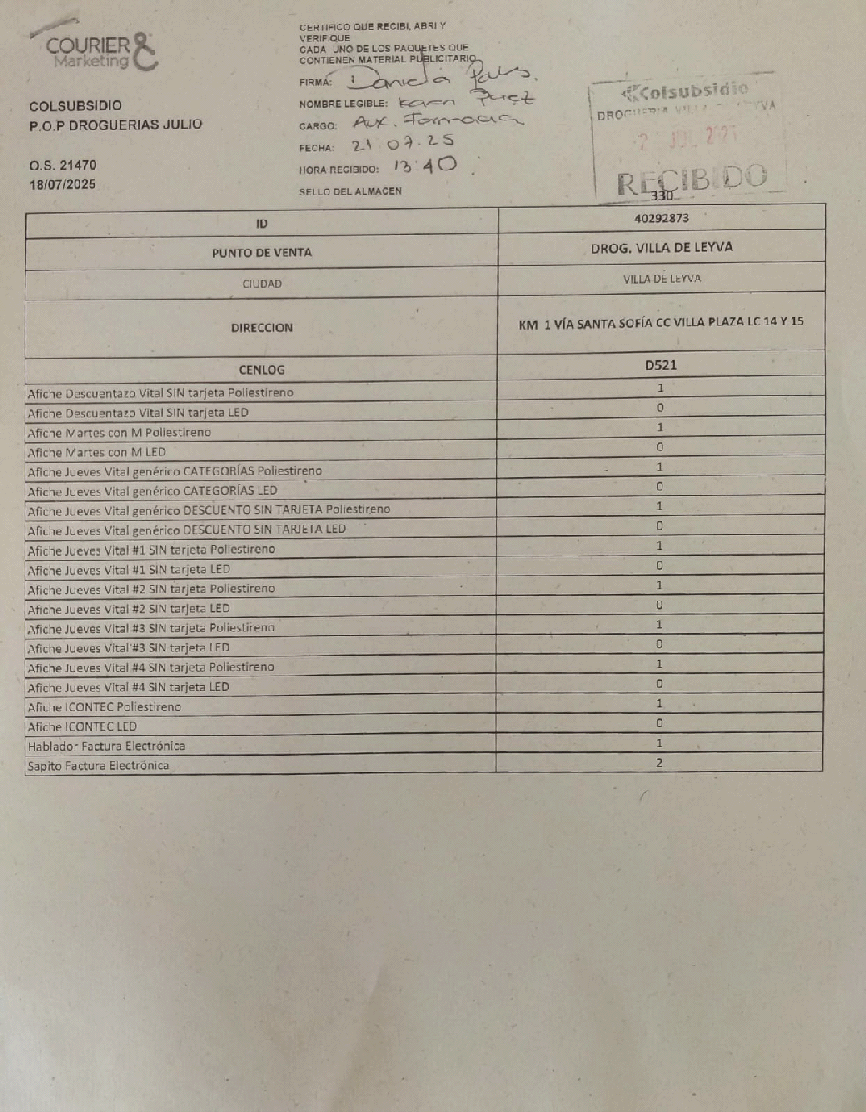 COURIER &
Marketing
COLSUBSIDIO
P.O.P DROGUERIAS JULIO
O.S. 21470
18/07/2025
CERTIFICO QUE RECIBI, ABRI Y
VERIFIQUE
CADA UNO DE LOS PAQUETES QUE
CONTIENEN MATERIAL PUBLICITARIO
FIRMA:
NOMBRE LEGIBLE: Karen Perez
CARGO: Aux. Farmacia
FECHA: 21 07.25
HORA RECIBIDO: 13 40
SELLO DEL ALMACEN
Colsubsidio
DROGUERIA VILLA DE LEYVA
JUL 2025
RECIBIDO
330
ID 40292873
PUNTO DE VENTA DROG. VILLA DE LEYVA
CIUDAD VILLA DE LEYVA
DIRECCION KM 1 VÍA SANTA SOFÍA CC VILLA PLAZA LC 14 Y 15
CENLOG D521
Afiche Descuentazo Vital SIN tarjeta Poliestireno 1
Afiche Descuentazo Vital SIN tarjeta LED 0
Afiche Martes con M Poliestireno 1
Afiche Martes con M LED 0
Afiche Jueves Vital genérico CATEGORÍAS Poliestireno 1
Afiche Jueves Vital genérico CATEGORÍAS LED 0
Afiche Jueves Vital genérico DESCUENTO SIN TARJETA Poliestireno 1
Afiche Jueves Vital genérico DESCUENTO SIN TARJETA LED 0
Afiche Jueves Vital #1 SIN tarjeta Poliestireno 1
Afiche Jueves Vital #1 SIN tarjeta LED 0
Afiche Jueves Vital #2 SIN tarjeta Poliestireno 1
Afiche Jueves Vital #2 SIN tarjeta LED 0
Afiche Jueves Vital #3 SIN tarjeta Poliestireno 1
Afiche Jueves Vital #3 SIN tarjeta LED 0
Afiche Jueves Vital #4 SIN tarjeta Poliestireno 1
Afiche Jueves Vital #4 SIN tarjeta LED 0
Afiche ICONTEC Poliestireno 1
Afiche ICONTEC LED 0
Hablador Factura Electrónica 1
Sapito Factura Electrónica 2